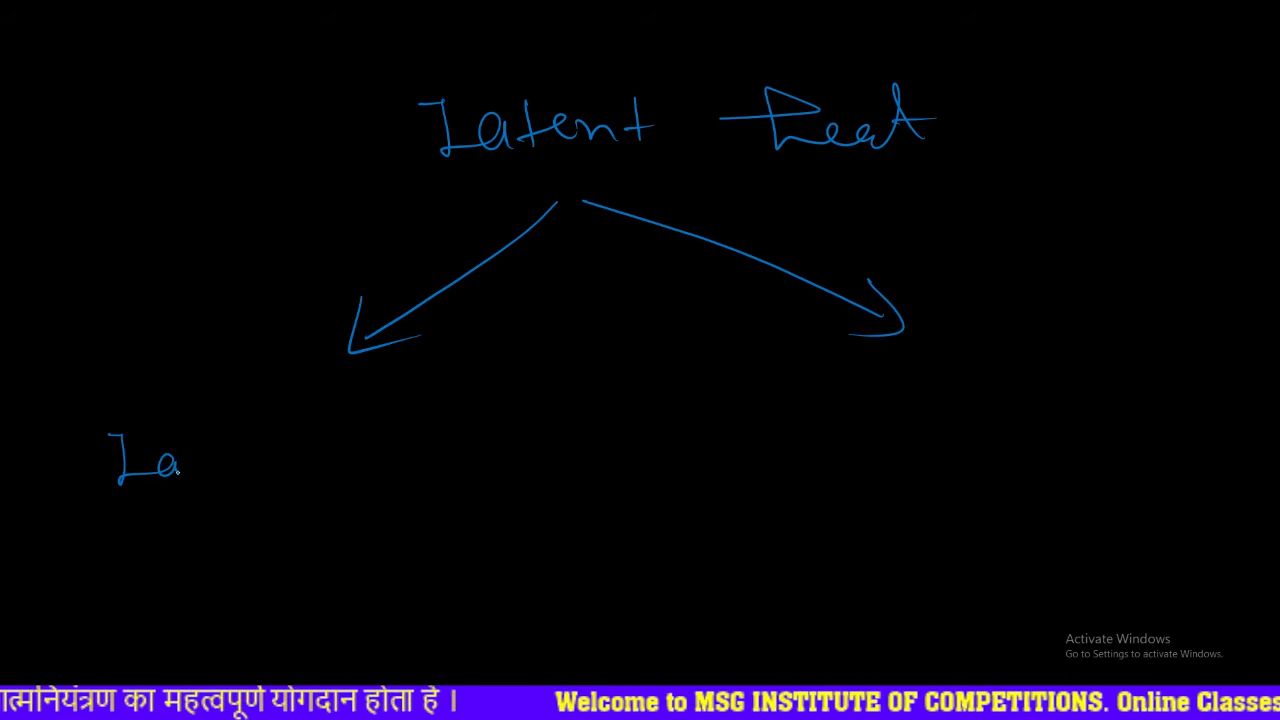 Latent Heat
La
Activate Windows
Go to Settings to activate Windows.
त्मनियंत्रण का महत्वपूर्ण योगदान होता है । Welcome to MSG INSTITUTE OF COMPETITIONS. Online Classes